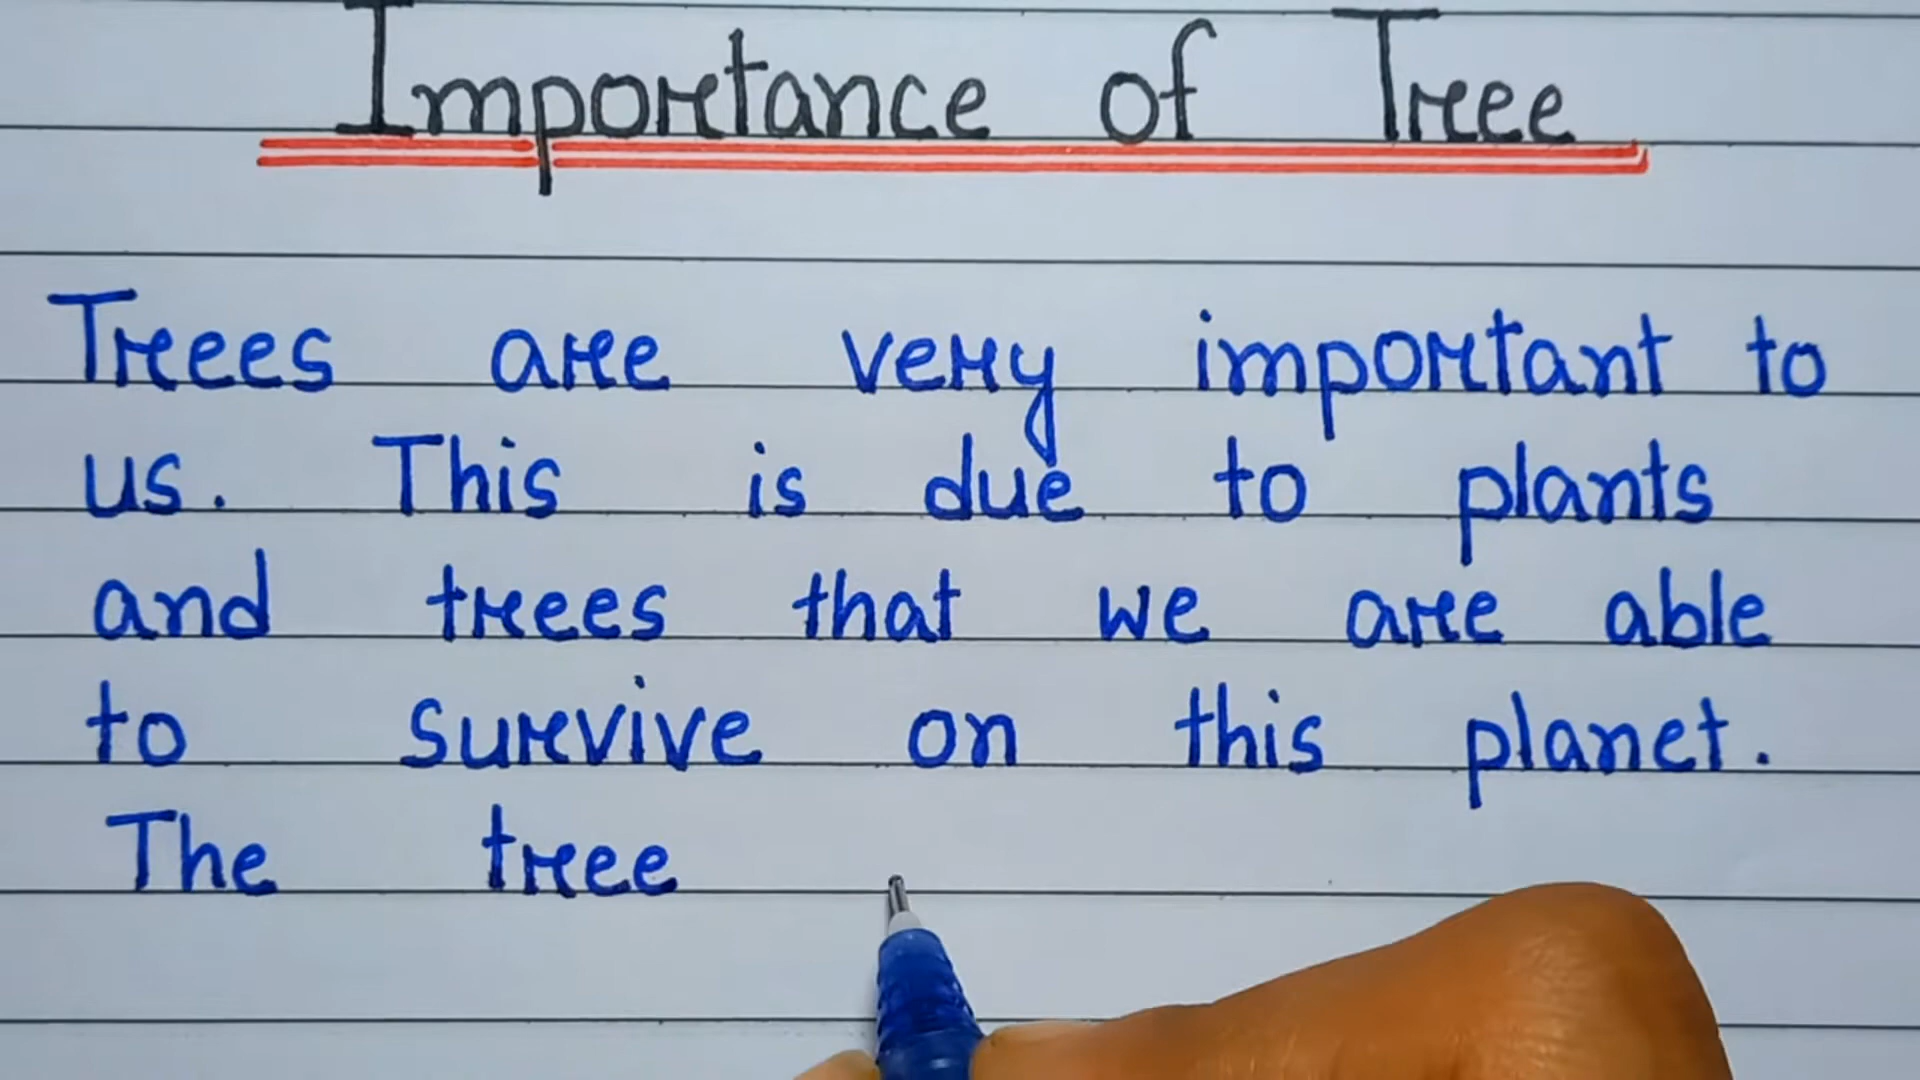 Importance of Tree
Trees are very important to
us. This is due to plants
and trees that we are able
to survive on this planet.
The tree